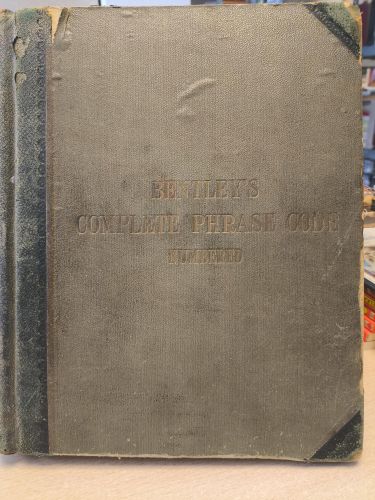 BENTLEY'S
COMPLETE PHRASE CODE
NUMBERED